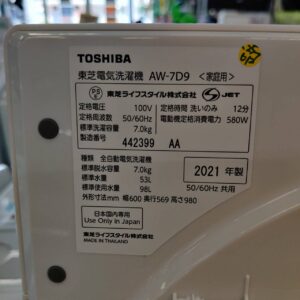 TOSHIBA
東芝電気洗濯機 AW-7D9 <家庭用>
PS E 東芝ライフスタイル株式会社 JET
定格電圧 100V 定格時間 洗いのみ 12分
定格周波数 50/60Hz 電動機定格消費電力 580W
標準洗濯容量 7.0kg
製造番号
442399 AA
種類 全自動電気洗濯機
標準脱水容量 7.0kg
標準水量 53L
標準使用水量 98L
外形寸法mm 幅600 奥行569 高さ980
2021年製
50/60Hz 共用
日本国内専用
Use Only In Japan
東芝ライフスタイル株式会社
MADE IN THAILAND